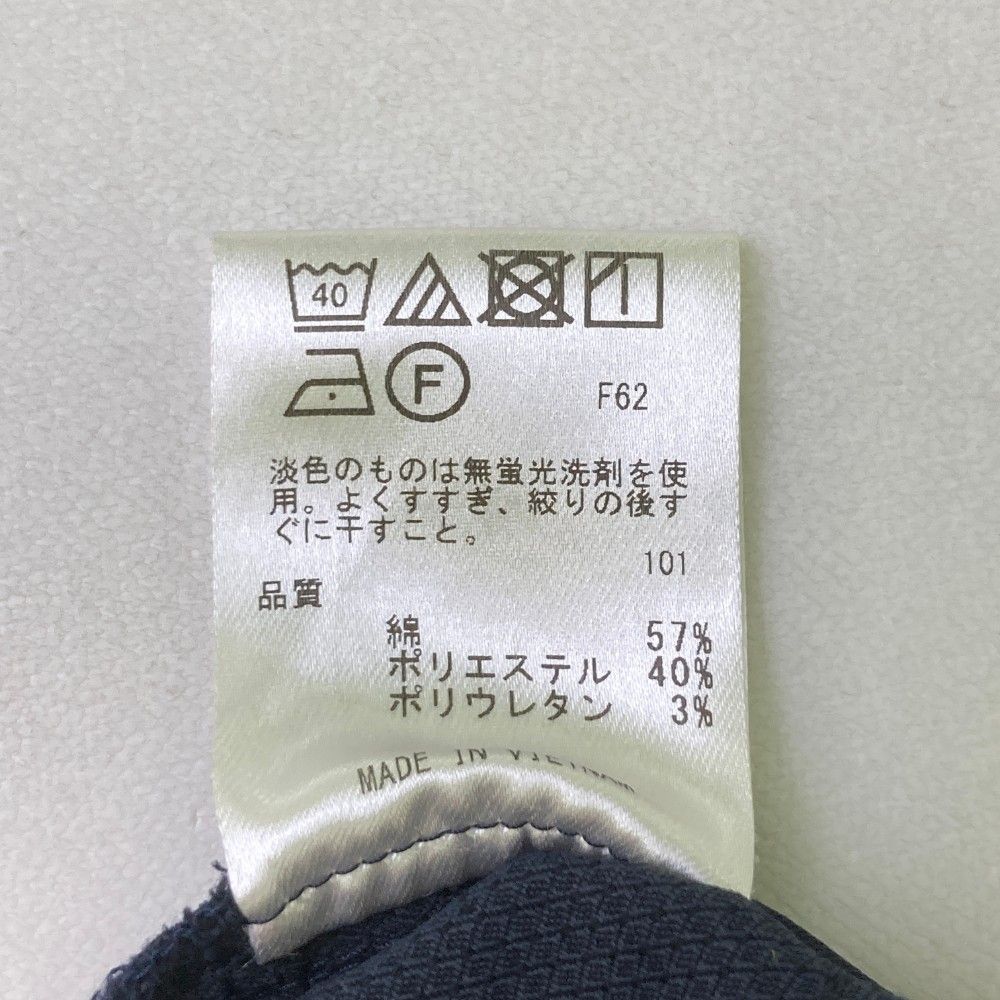 40
F F62
淡色のものは無蛍光洗剤を使
用。よくすすぎ、絞りの後す
ぐに干すこと。
101
品質
綿 57%
ポリエステル 40%
ポリウレタン 3%
MADE IN VIETNAM